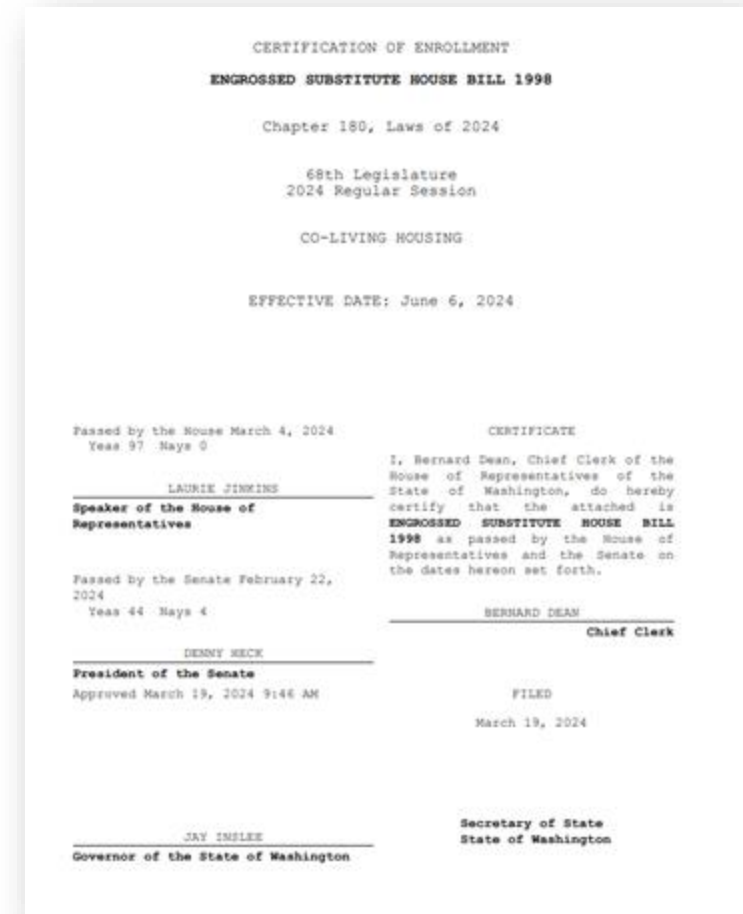 CERTIFICATION OF ENROLLMENT
ENGROSSED SUBSTITUTE HOUSE BILL 1998
Chapter 180, Laws of 2024
68th Legislature
2024 Regular Session
CO-LIVING HOUSING
EFFECTIVE DATE: June 6, 2024
Passed by the House March 4, 2024
Yeas 97 Nays 0
LAURIE JINKINS
Speaker of the House of
Representatives
Passed by the Senate February 22,
2024
Yeas 44 Nays 4
DENNY HECK
President of the Senate
Approved March 19, 2024 9:46 AM
JAY INSLEE
Governor of the State of Washington
CERTIFICATE
I, Bernard Dean, Chief Clerk of the
House of Representatives of the
State of Washington, do hereby
certify that the attached is
ENGROSSED SUBSTITUTE HOUSE BILL
1998 as passed by the House of
Representatives and the Senate on
the dates hereon set forth.
BERNARD DEAN
Chief Clerk
FILED
March 19, 2024
Secretary of State
State of Washington